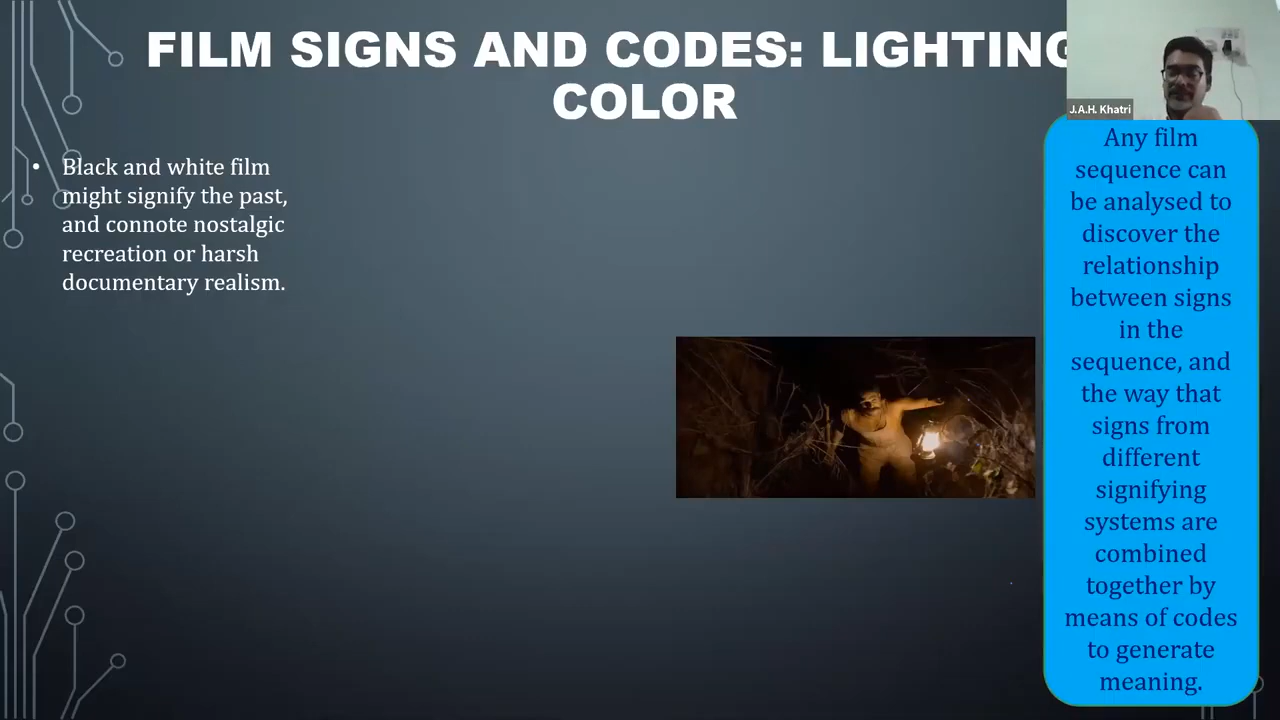 FILM SIGNS AND CODES: LIGHTING
COLOR
J.A.H. Khatri
• Black and white film
might signify the past,
and connote nostalgic
recreation or harsh
documentary realism.
Any film
sequence can
be analysed to
discover the
relationship
between signs
in the
sequence, and
the way that
signs from
different
signifying
systems are
combined
together by
means of codes
to generate
meaning.